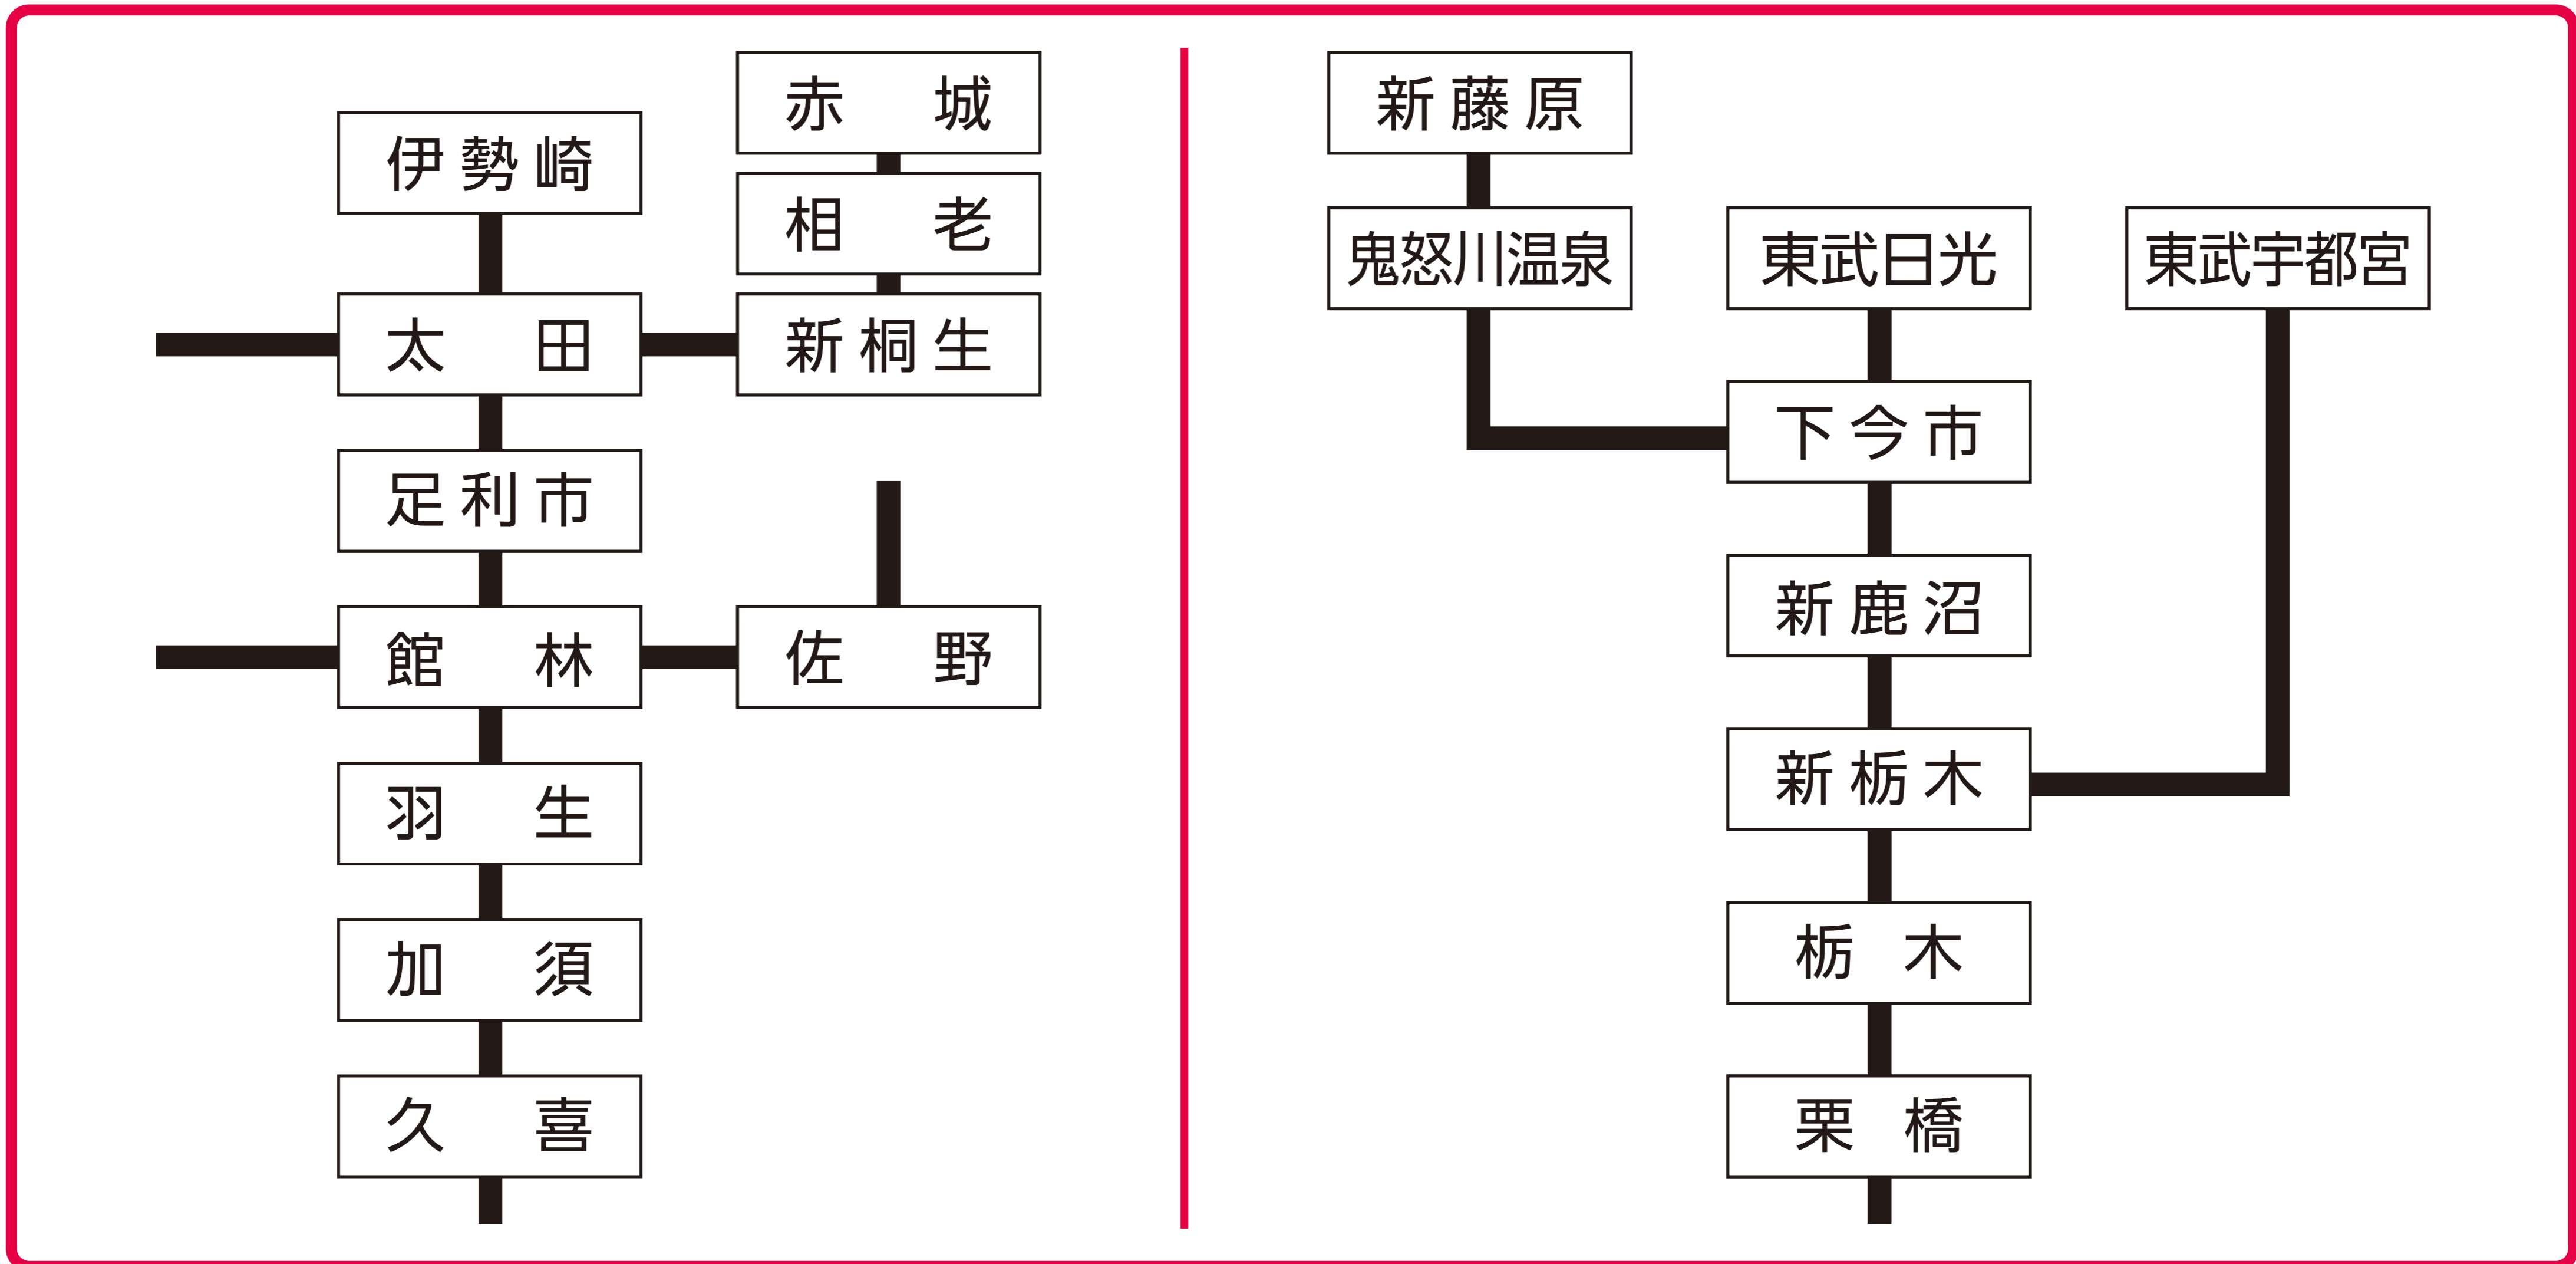 赤城
伊勢崎
相老
太田
新桐生
足利市
館林
佐野
羽生
加須
久喜
新藤原
鬼怒川温泉
東武日光
東武宇都宮
下今市
新鹿沼
新栃木
栃木
栗橋